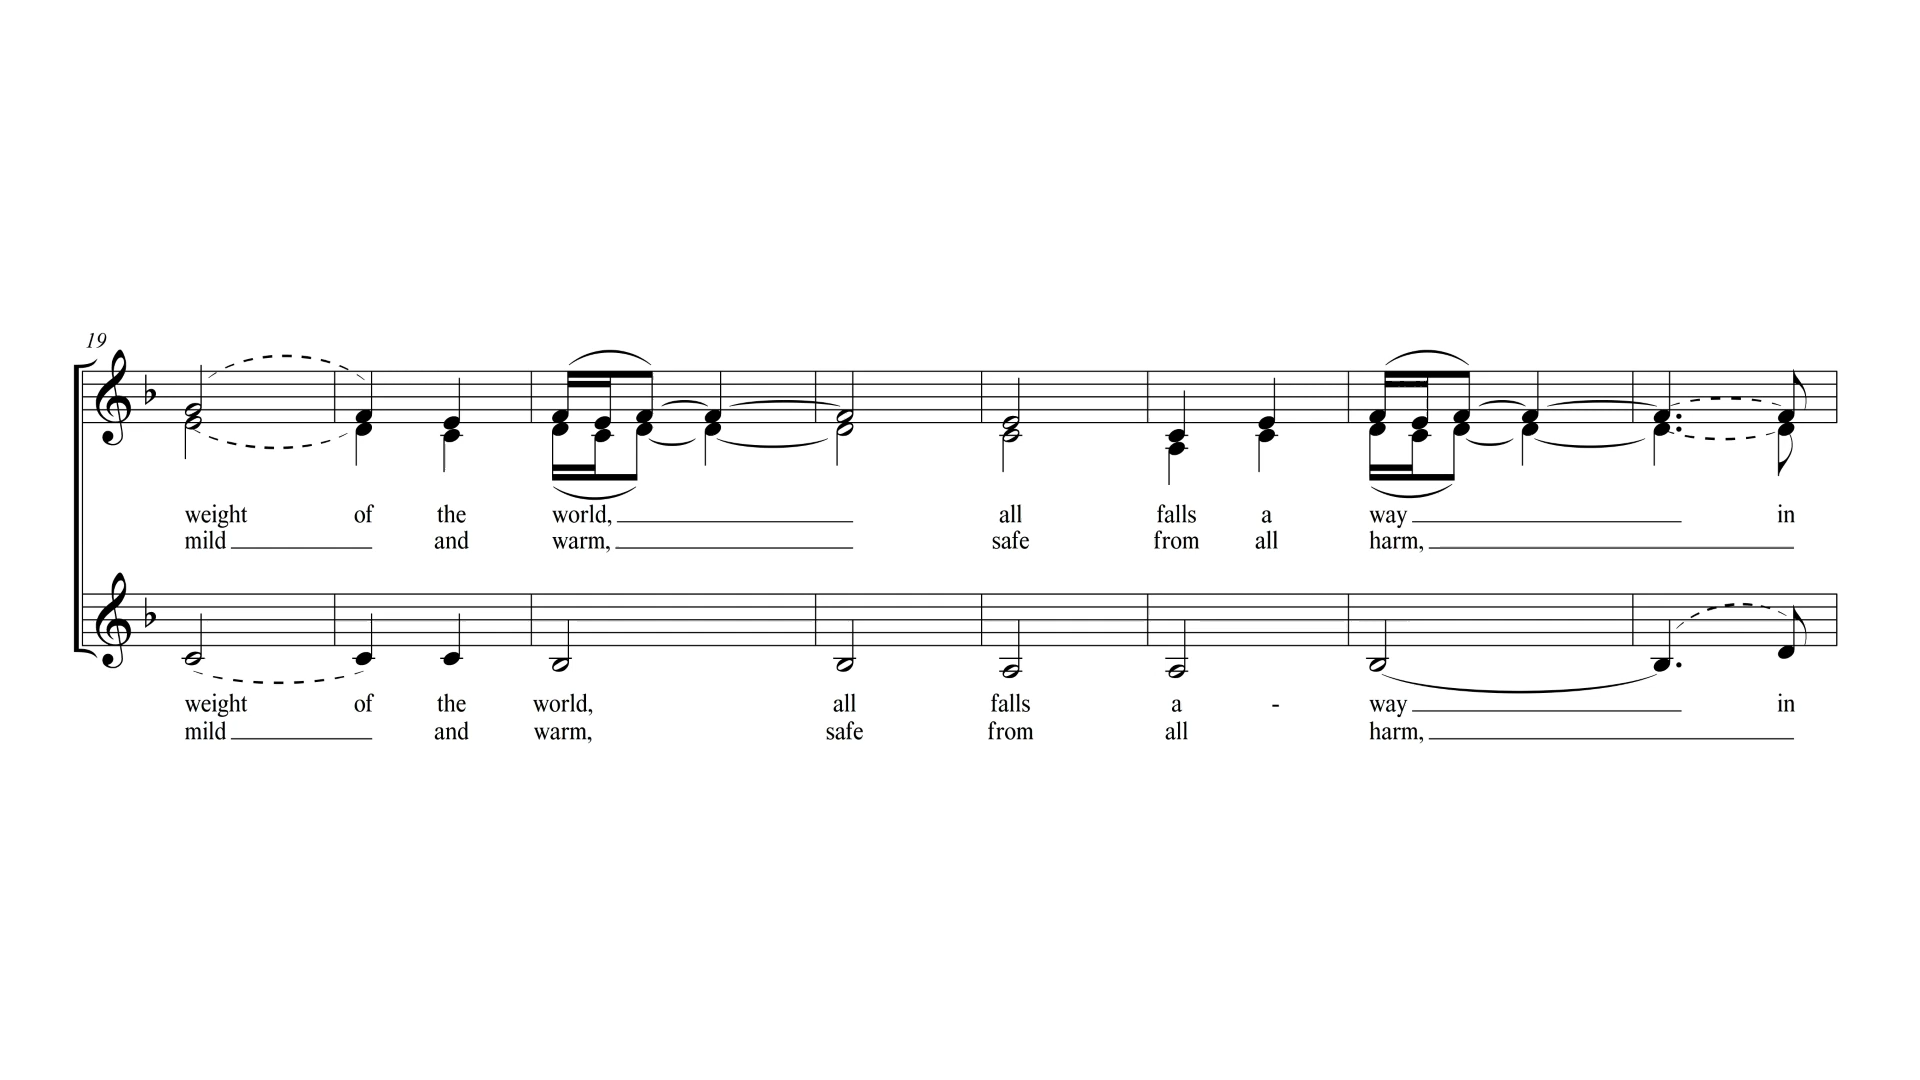 19
weight of the world, all falls a way in
mild and warm, safe from all harm,
weight of the world, all falls a - way in
mild and warm, safe from all harm,